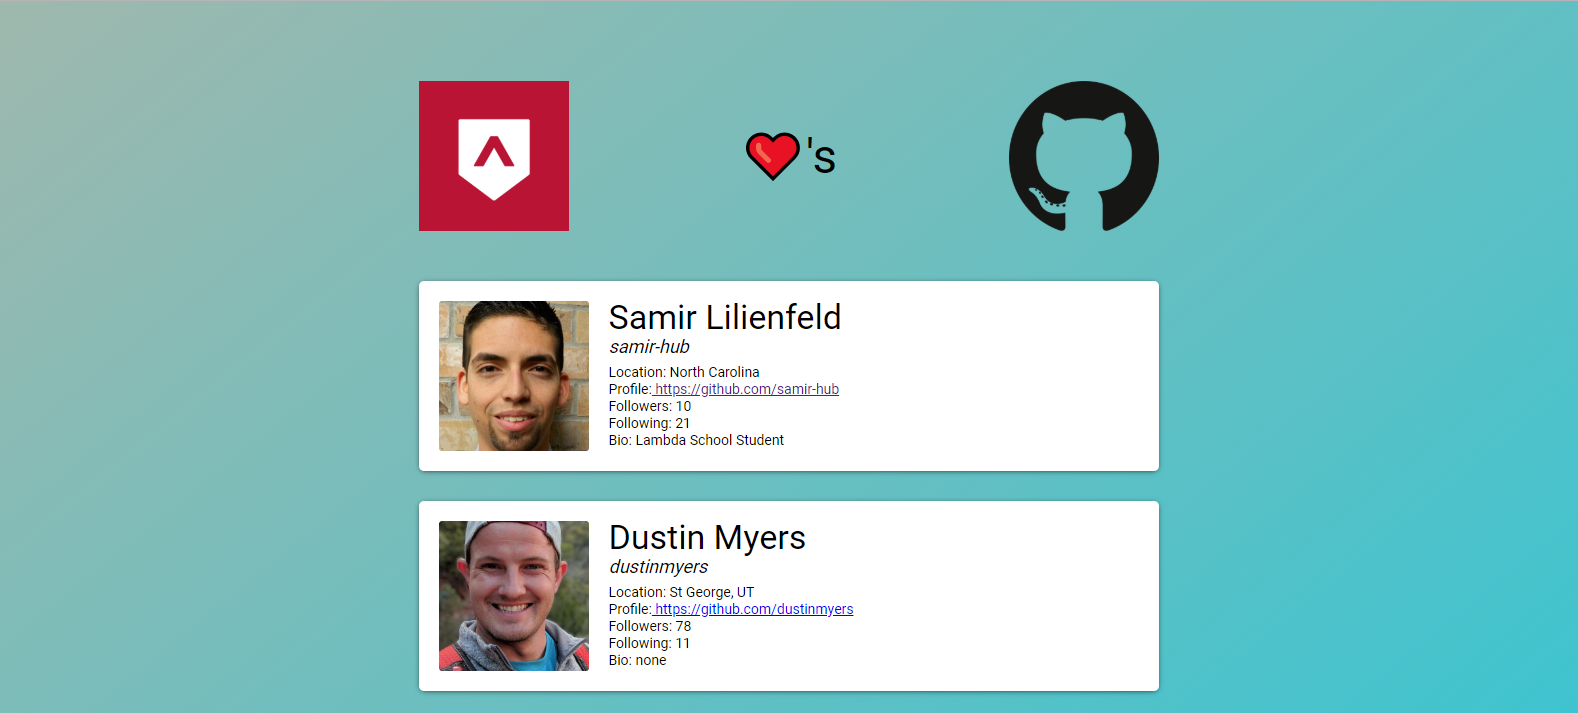 's
Samir Lilienfeld
samir-hub
Location: North Carolina
Profile: https://github.com/samir-hub
Followers: 10
Following: 21
Bio: Lambda School Student
Dustin Myers
dustinmyers
Location: St George, UT
Profile: https://github.com/dustinmyers
Followers: 78
Following: 11
Bio: none